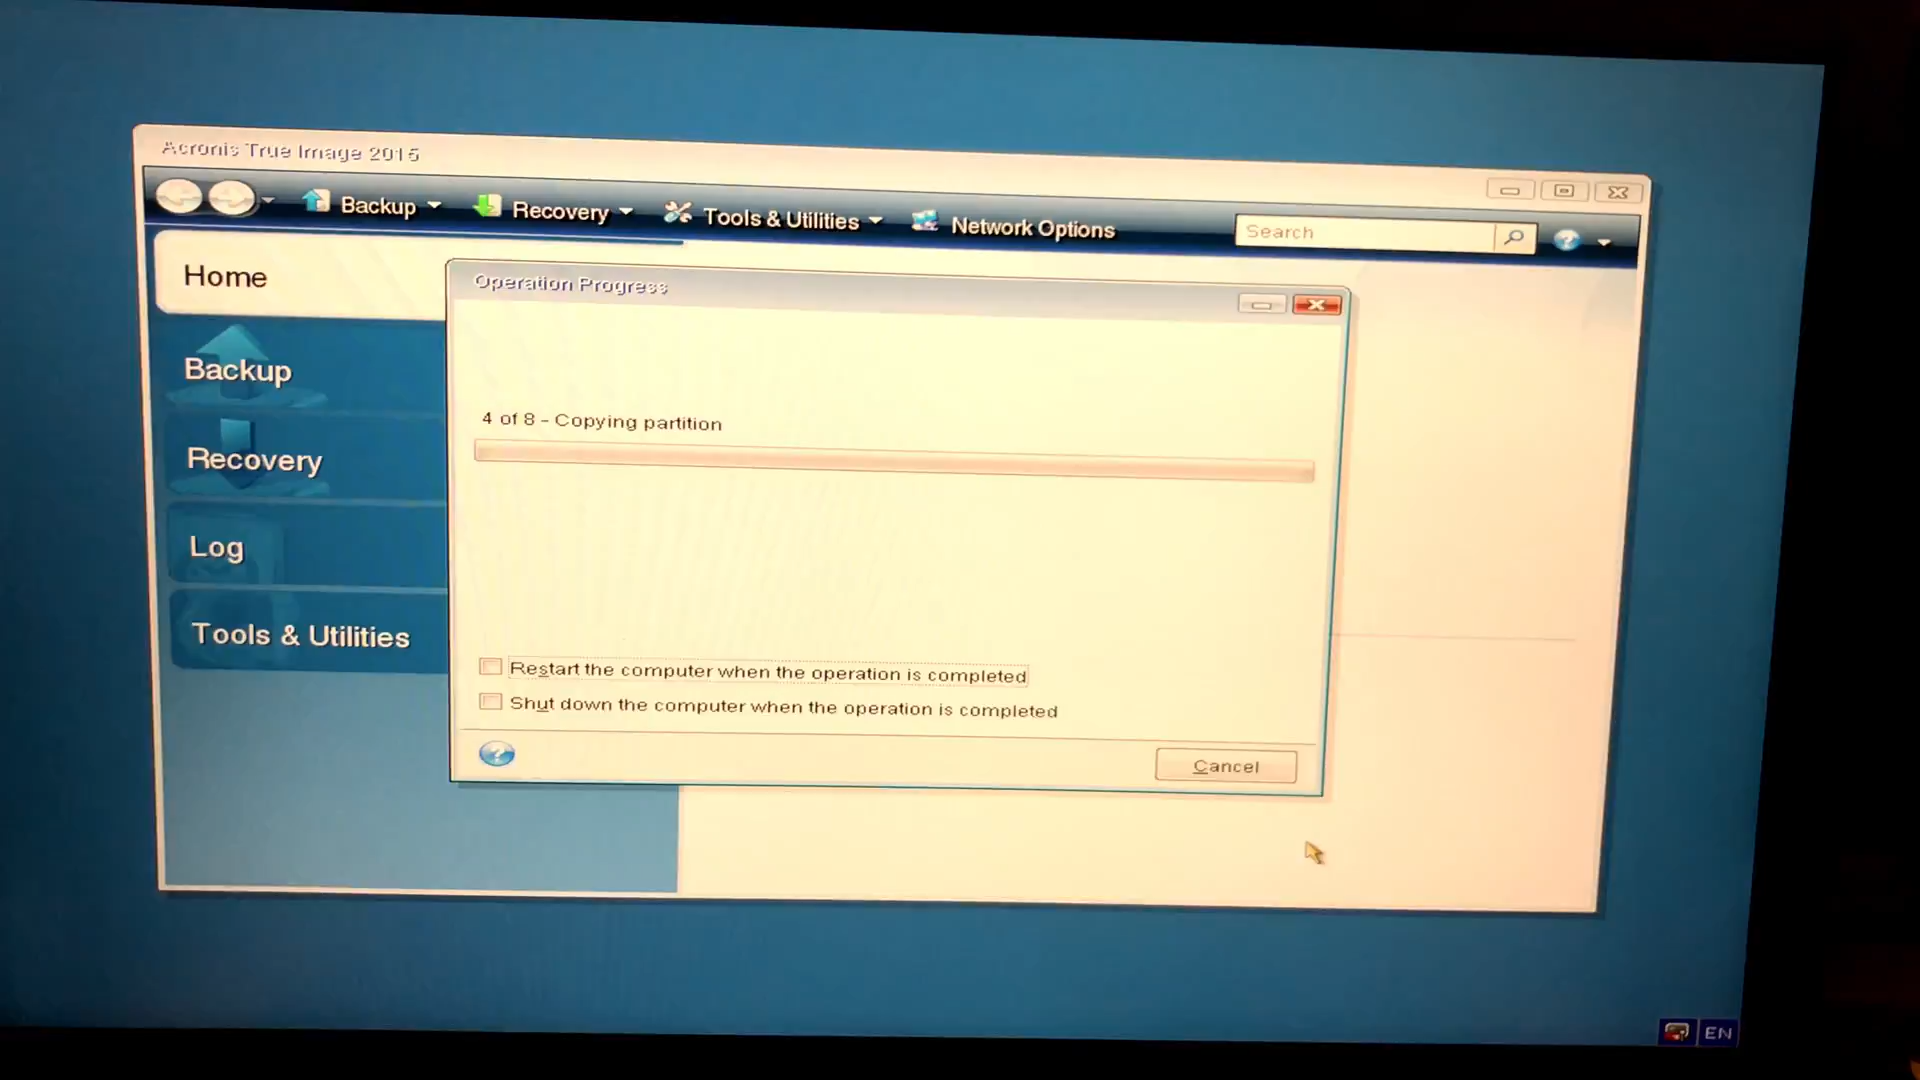 Acronis True Image 2015
Backup
Recovery
Tools & Utilities
Network Options
Search
Home
Backup
Recovery
Log
Tools & Utilities
Operation Progress
4 of 8 - Copying partition
Restart the computer when the operation is completed
Shut down the computer when the operation is completed
Cancel
EN